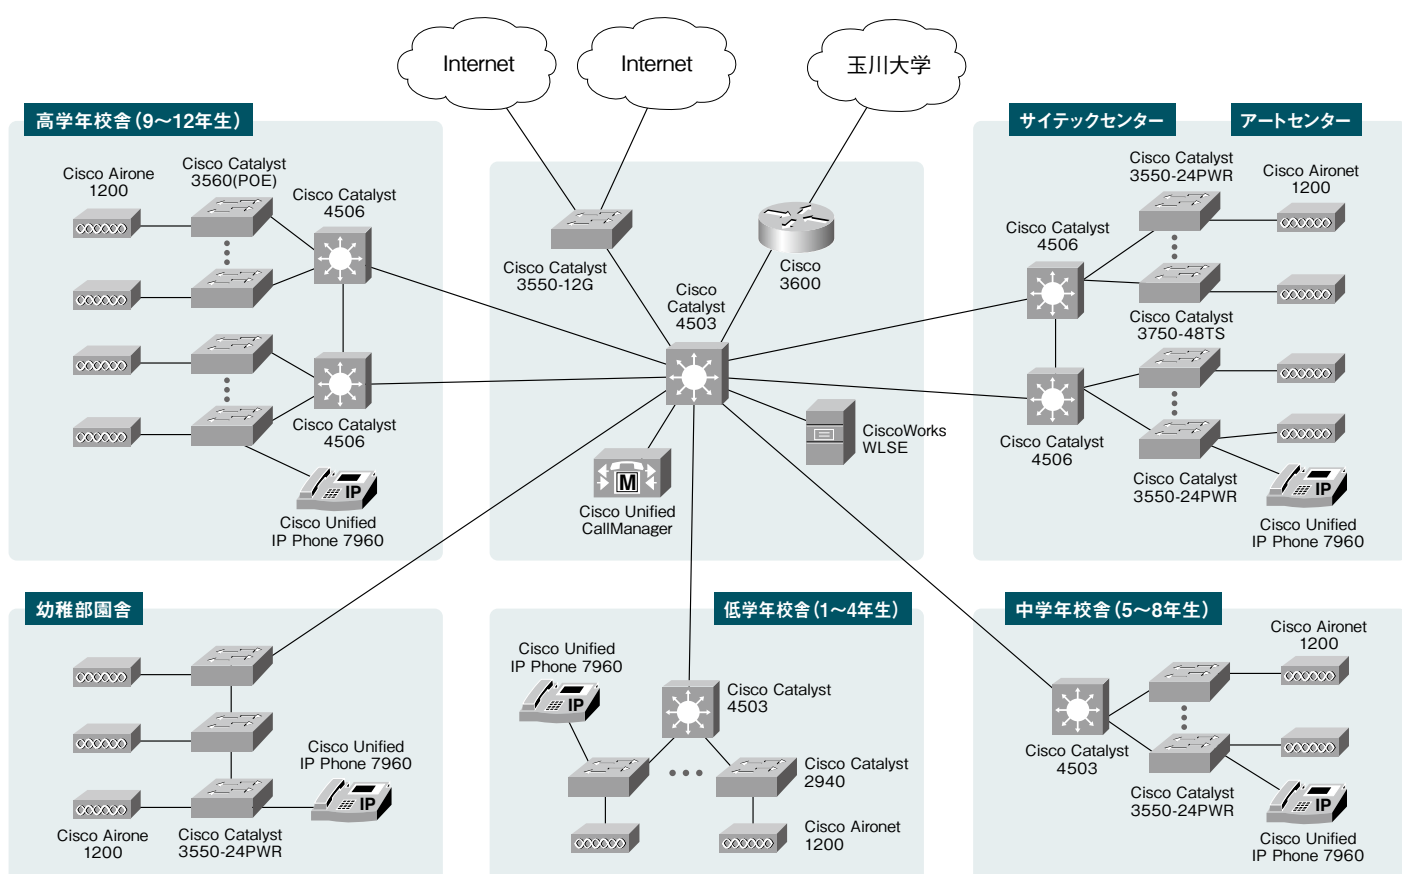 Internet
Internet
玉川大学
高学年校舎（9〜12年生）
Cisco Airone
1200
Cisco Catalyst
3560(POE)
Cisco Catalyst
4506
Cisco Catalyst
4506
IP
Cisco Unified
IP Phone 7960
Cisco Catalyst
3550-12G
Cisco
3600
Cisco
Catalyst
4503
CiscoWorks
WLSE
M
Cisco Unified
CallManager
サイテックセンター
アートセンター
Cisco Catalyst
3550-24PWR
Cisco Aironet
1200
Cisco Catalyst
4506
Cisco Catalyst
3750-48TS
Cisco Catalyst
4506
Cisco Catalyst
3550-24PWR
IP
Cisco Unified
IP Phone 7960
幼稚部園舎
Cisco Unified
IP Phone 7960
IP
Cisco Airone
1200
Cisco Catalyst
3550-24PWR
低学年校舎（1〜4年生）
Cisco Unified
IP Phone 7960
IP
Cisco Catalyst
4503
Cisco Catalyst
2940
Cisco Aironet
1200
中学年校舎（5〜8年生）
Cisco Aironet
1200
Cisco Catalyst
4503
Cisco Catalyst
3550-24PWR
IP
Cisco Unified
IP Phone 7960